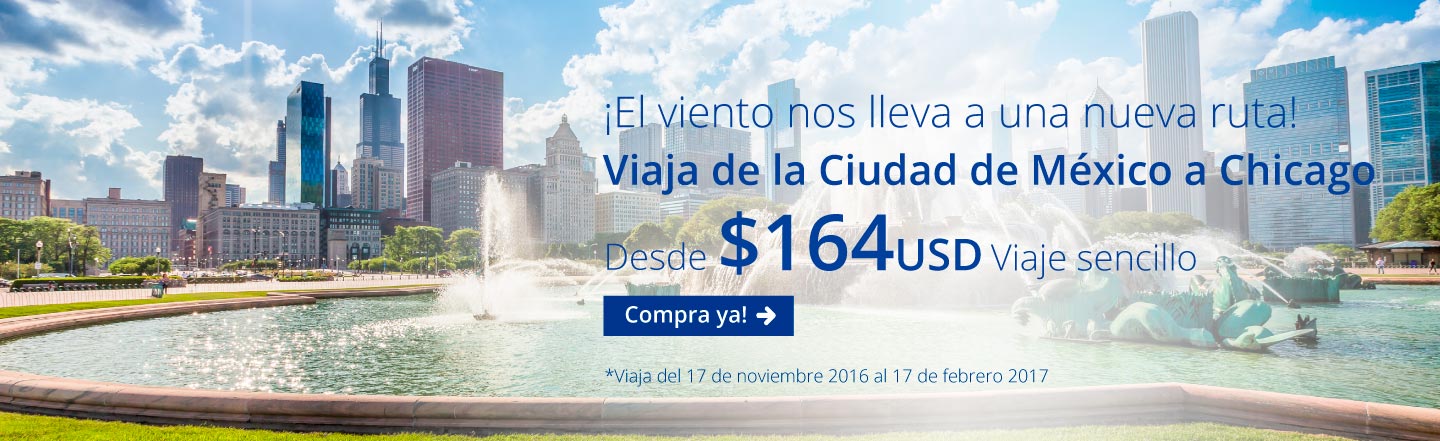 ¡El viento nos lleva a una nueva ruta!
Viaja de la Ciudad de México a Chicago
Desde $164USD Viaje sencillo
Compra ya!
*Viaja del 17 de noviembre 2016 al 17 de febrero 2017